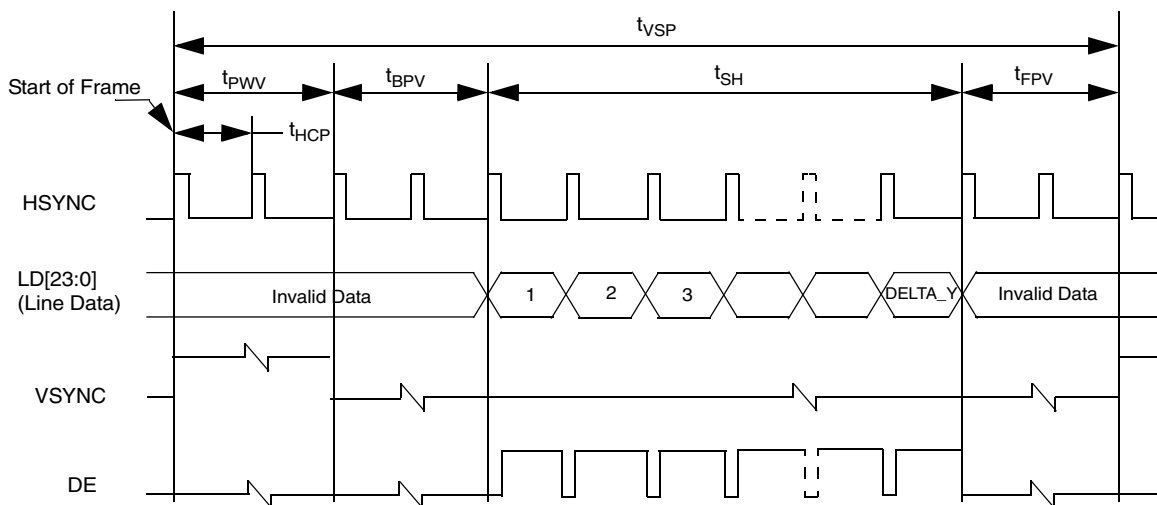 tVSP
tPWV tBPV tSH tFPV
Start of Frame
tHCP
HSYNC
LD[23:0]
(Line Data)
Invalid Data 1 2 3 DELTA_Y Invalid Data
VSYNC
DE